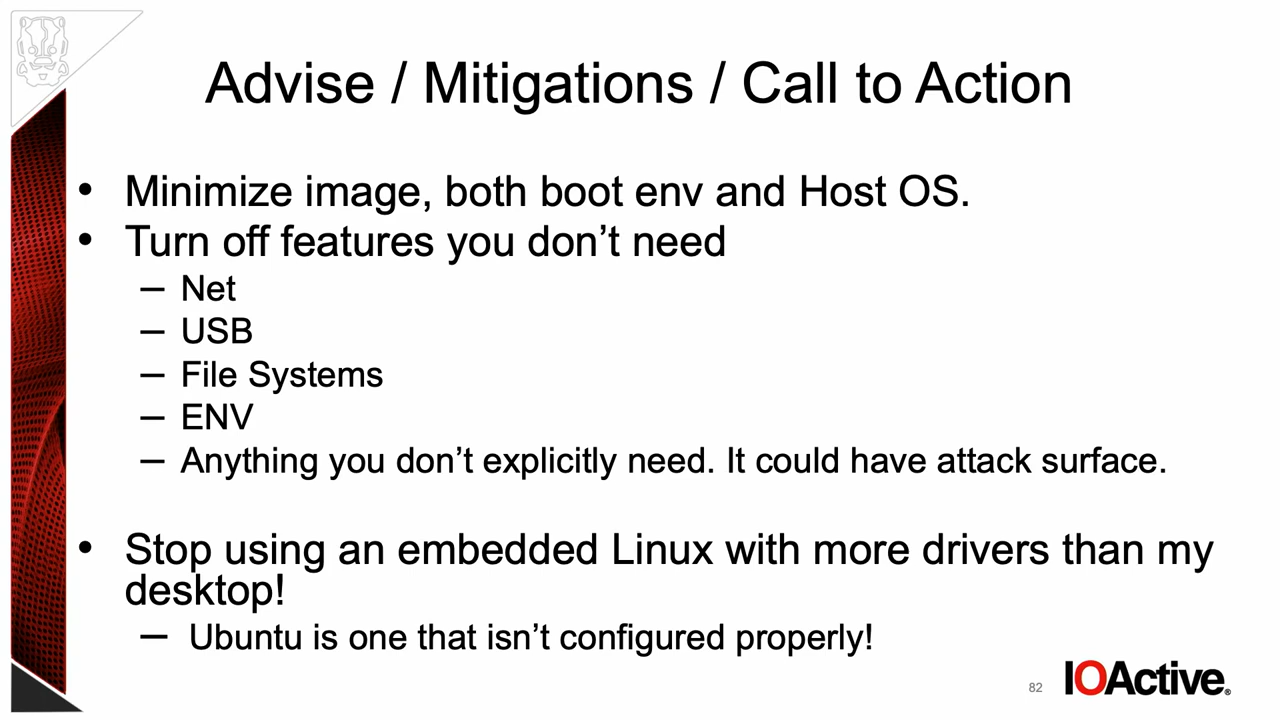 Advise / Mitigations / Call to Action
• Minimize image, both boot env and Host OS.
• Turn off features you don’t need
– Net
– USB
– File Systems
– ENV
– Anything you don’t explicitly need. It could have attack surface.
• Stop using an embedded Linux with more drivers than my
desktop!
– Ubuntu is one that isn’t configured properly!
82
IOActive®